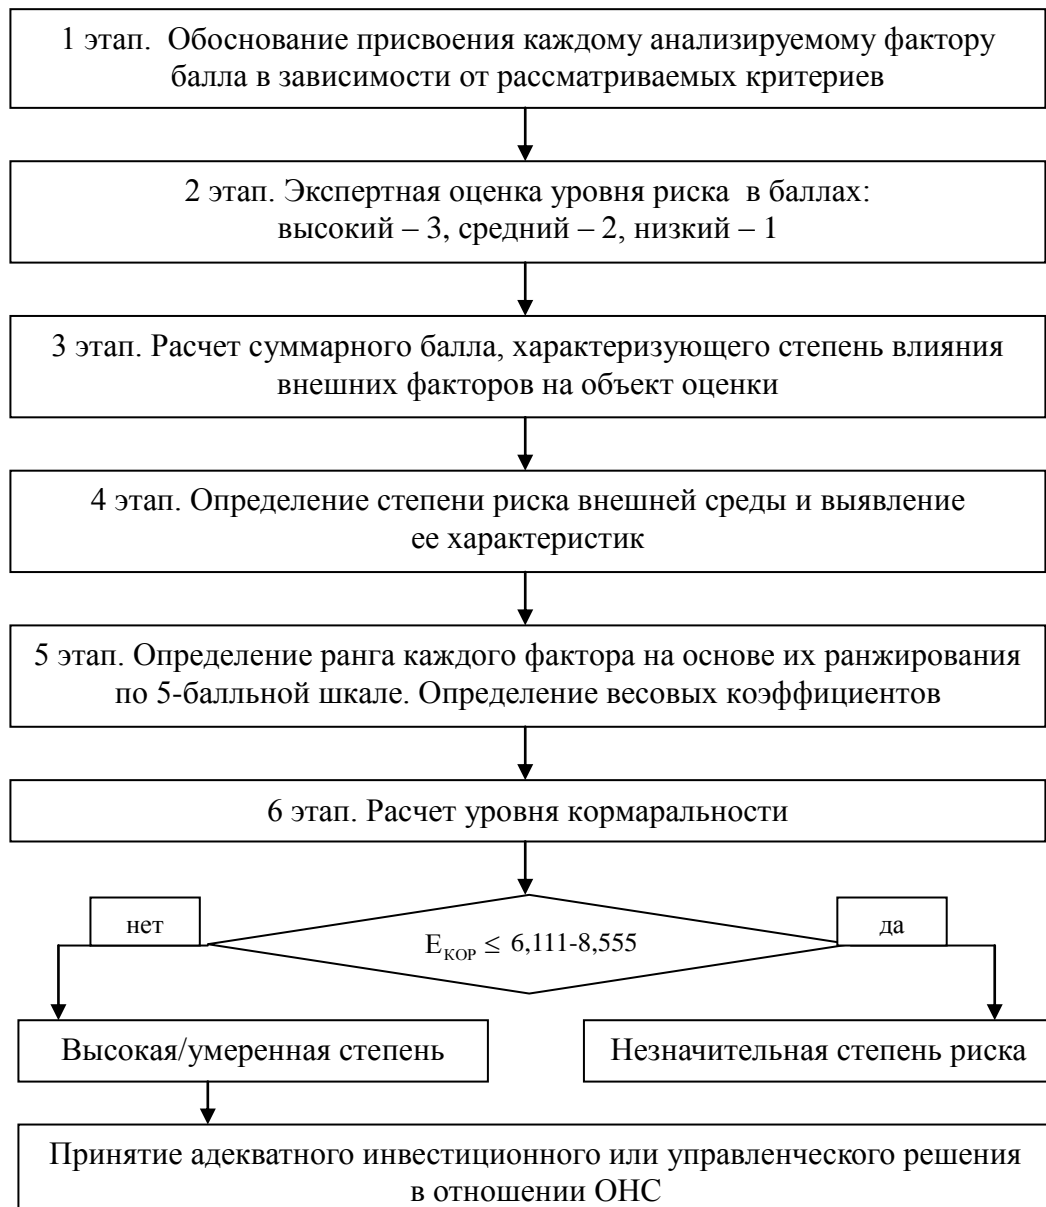 1 этап. Обоснование присвоения каждому анализируемому фактору
балла в зависимости от рассматриваемых критериев
2 этап. Экспертная оценка уровня риска в баллах:
высокий – 3, средний – 2, низкий – 1
3 этап. Расчет суммарного балла, характеризующего степень влияния
внешних факторов на объект оценки
4 этап. Определение степени риска внешней среды и выявление
ее характеристик
5 этап. Определение ранга каждого фактора на основе их ранжирования
по 5-балльной шкале. Определение весовых коэффициентов
6 этап. Расчет уровня кормаральности
нет
E_КОР ≤ 6,111-8,555
да
Высокая/умеренная степень
Незначительная степень риска
Принятие адекватного инвестиционного или управленческого решения
в отношении ОНС